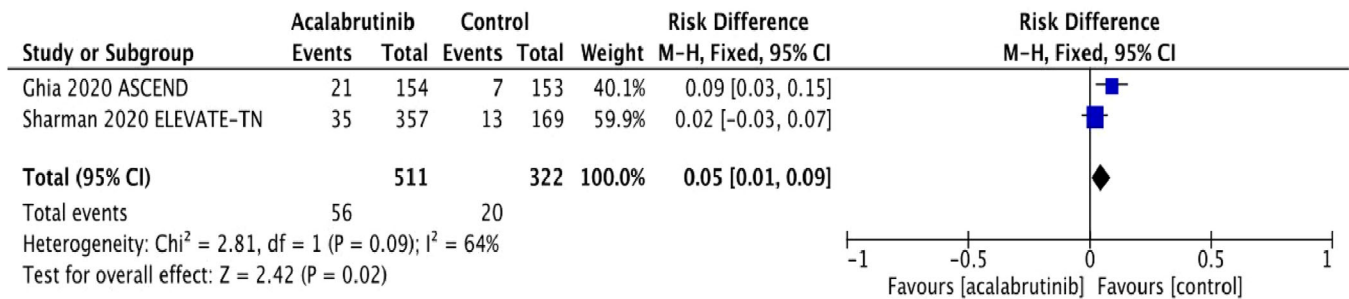 Acalabrutinib Control Risk Difference Risk Difference
Study or Subgroup Events Total Events Total Weight M-H, Fixed, 95% CI M-H, Fixed, 95% CI
Ghia 2020 ASCEND 21 154 7 153 40.1% 0.09 [0.03, 0.15]
Sharman 2020 ELEVATE-TN 35 357 13 169 59.9% 0.02 [-0.03, 0.07]
Total (95% CI) 511 322 100.0% 0.05 [0.01, 0.09]
Total events 56 20
Heterogeneity: Chi² = 2.81, df = 1 (P = 0.09); I² = 64%
Test for overall effect: Z = 2.42 (P = 0.02)
-1 -0.5 0 0.5 1
Favours [acalabrutinib] Favours [control]